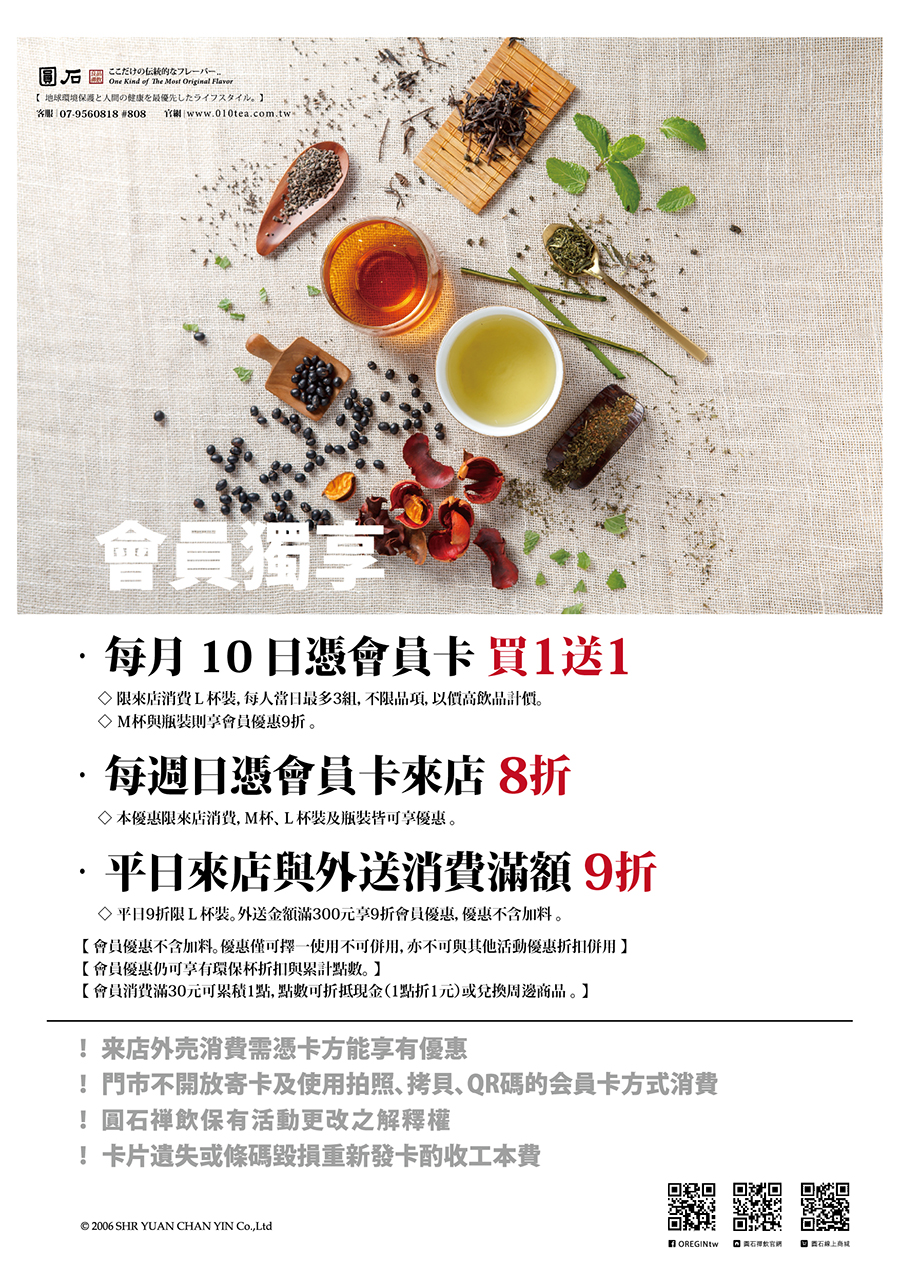 圓石 ここだけの伝統的なフレーバー..
One Kind of The Most Original Flavor
【 地球環境保護と人間の健康を最優先したライフスタイル。】
客服|07-9560818 #808 官網|www.010tea.com.tw
會員獨享
· 每月 10 日憑會員卡 買1送1
◇ 限來店消費 L 杯裝, 每人當日最多3組, 不限品項, 以價高飲品計價。
◇ M杯與瓶裝則享會員優惠9折 。
· 每週日憑會員卡來店 8折
◇ 本優惠限來店消費, M杯、L 杯裝及瓶裝皆可享優惠 。
· 平日來店與外送消費滿額 9折
◇ 平日9折限 L 杯裝。外送金額滿300元享9折會員優惠, 優惠不含加料 。
【 會員優惠不含加料。優惠僅可擇一使用不可併用, 亦不可與其他活動優惠折扣併用 】
【 會員優惠仍可享有環保杯折扣與累計點數。 】
【 會員消費滿30元可累積1點, 點數可折抵現金(1點折1元)或兌換周邊商品 。 】
! 来店外売消費需憑卡方能享有優惠
! 門市不開放寄卡及使用拍照、拷貝、QR碼的会員卡方式消費
! 圓石禅飲保有活動更改之解釋權
! 卡片遺失或條碼毀損重新發卡酌收工本費
© 2006 SHR YUAN CHAN YIN Co.,Ltd
OREGINtw 圓石禪飲官網 圓石線上商城